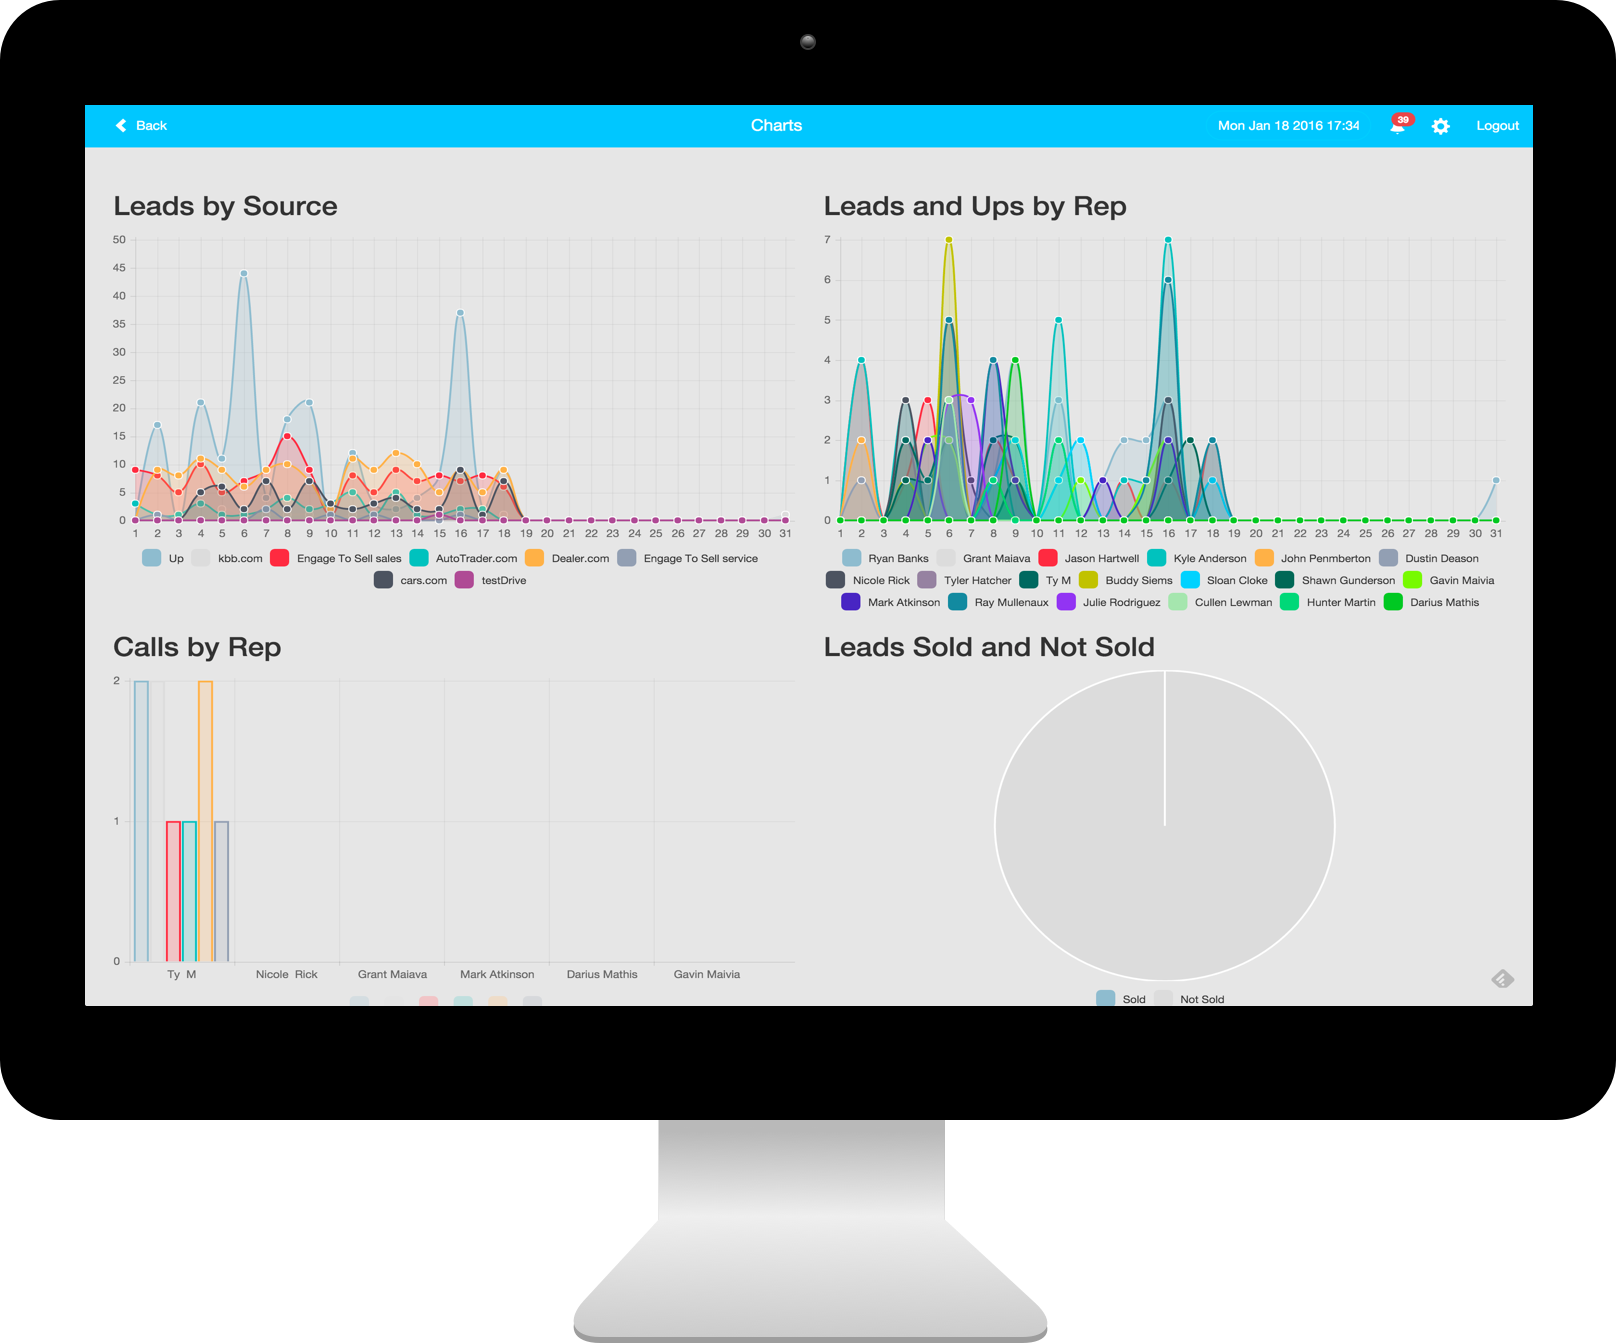 Back
Charts
Mon Jan 18 2016 17:34
39
Logout
Leads by Source
50
45
40
35
30
25
20
15
10
5
0
1 2 3 4 5 6 7 8 9 10 11 12 13 14 15 16 17 18 19 20 21 22 23 24 25 26 27 28 29 30 31
Up kbb.com Engage To Sell sales AutoTrader.com Dealer.com Engage To Sell service
cars.com testDrive
Leads and Ups by Rep
7
6
5
4
3
2
1
0
1 2 3 4 5 6 7 8 9 10 11 12 13 14 15 16 17 18 19 20 21 22 23 24 25 26 27 28 29 30 31
Ryan Banks Grant Maiava Jason Hartwell Kyle Anderson John Penmberton Dustin Deason
Nicole Rick Tyler Hatcher Ty M Buddy Siems Sloan Cloke Shawn Gunderson Gavin Maivia
Mark Atkinson Ray Mullenaux Julie Rodriguez Cullen Lewman Hunter Martin Darius Mathis
Calls by Rep
2
1
0
Ty M Nicole Rick Grant Maiava Mark Atkinson Darius Mathis Gavin Maivia
Leads Sold and Not Sold
Sold Not Sold